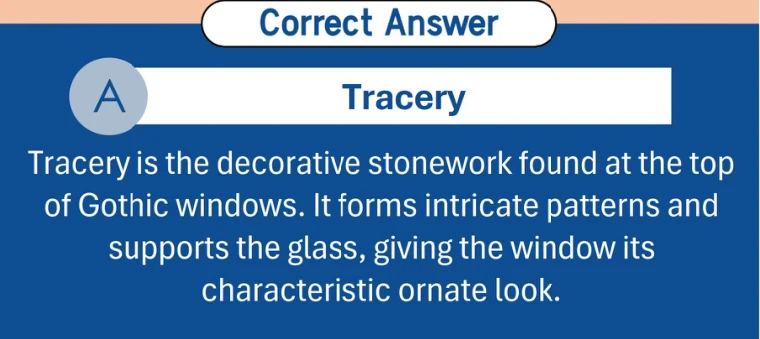 Correct Answer
A
Tracery
Tracery is the decorative stonework found at the top
of Gothic windows. It forms intricate patterns and
supports the glass, giving the window its
characteristic ornate look.